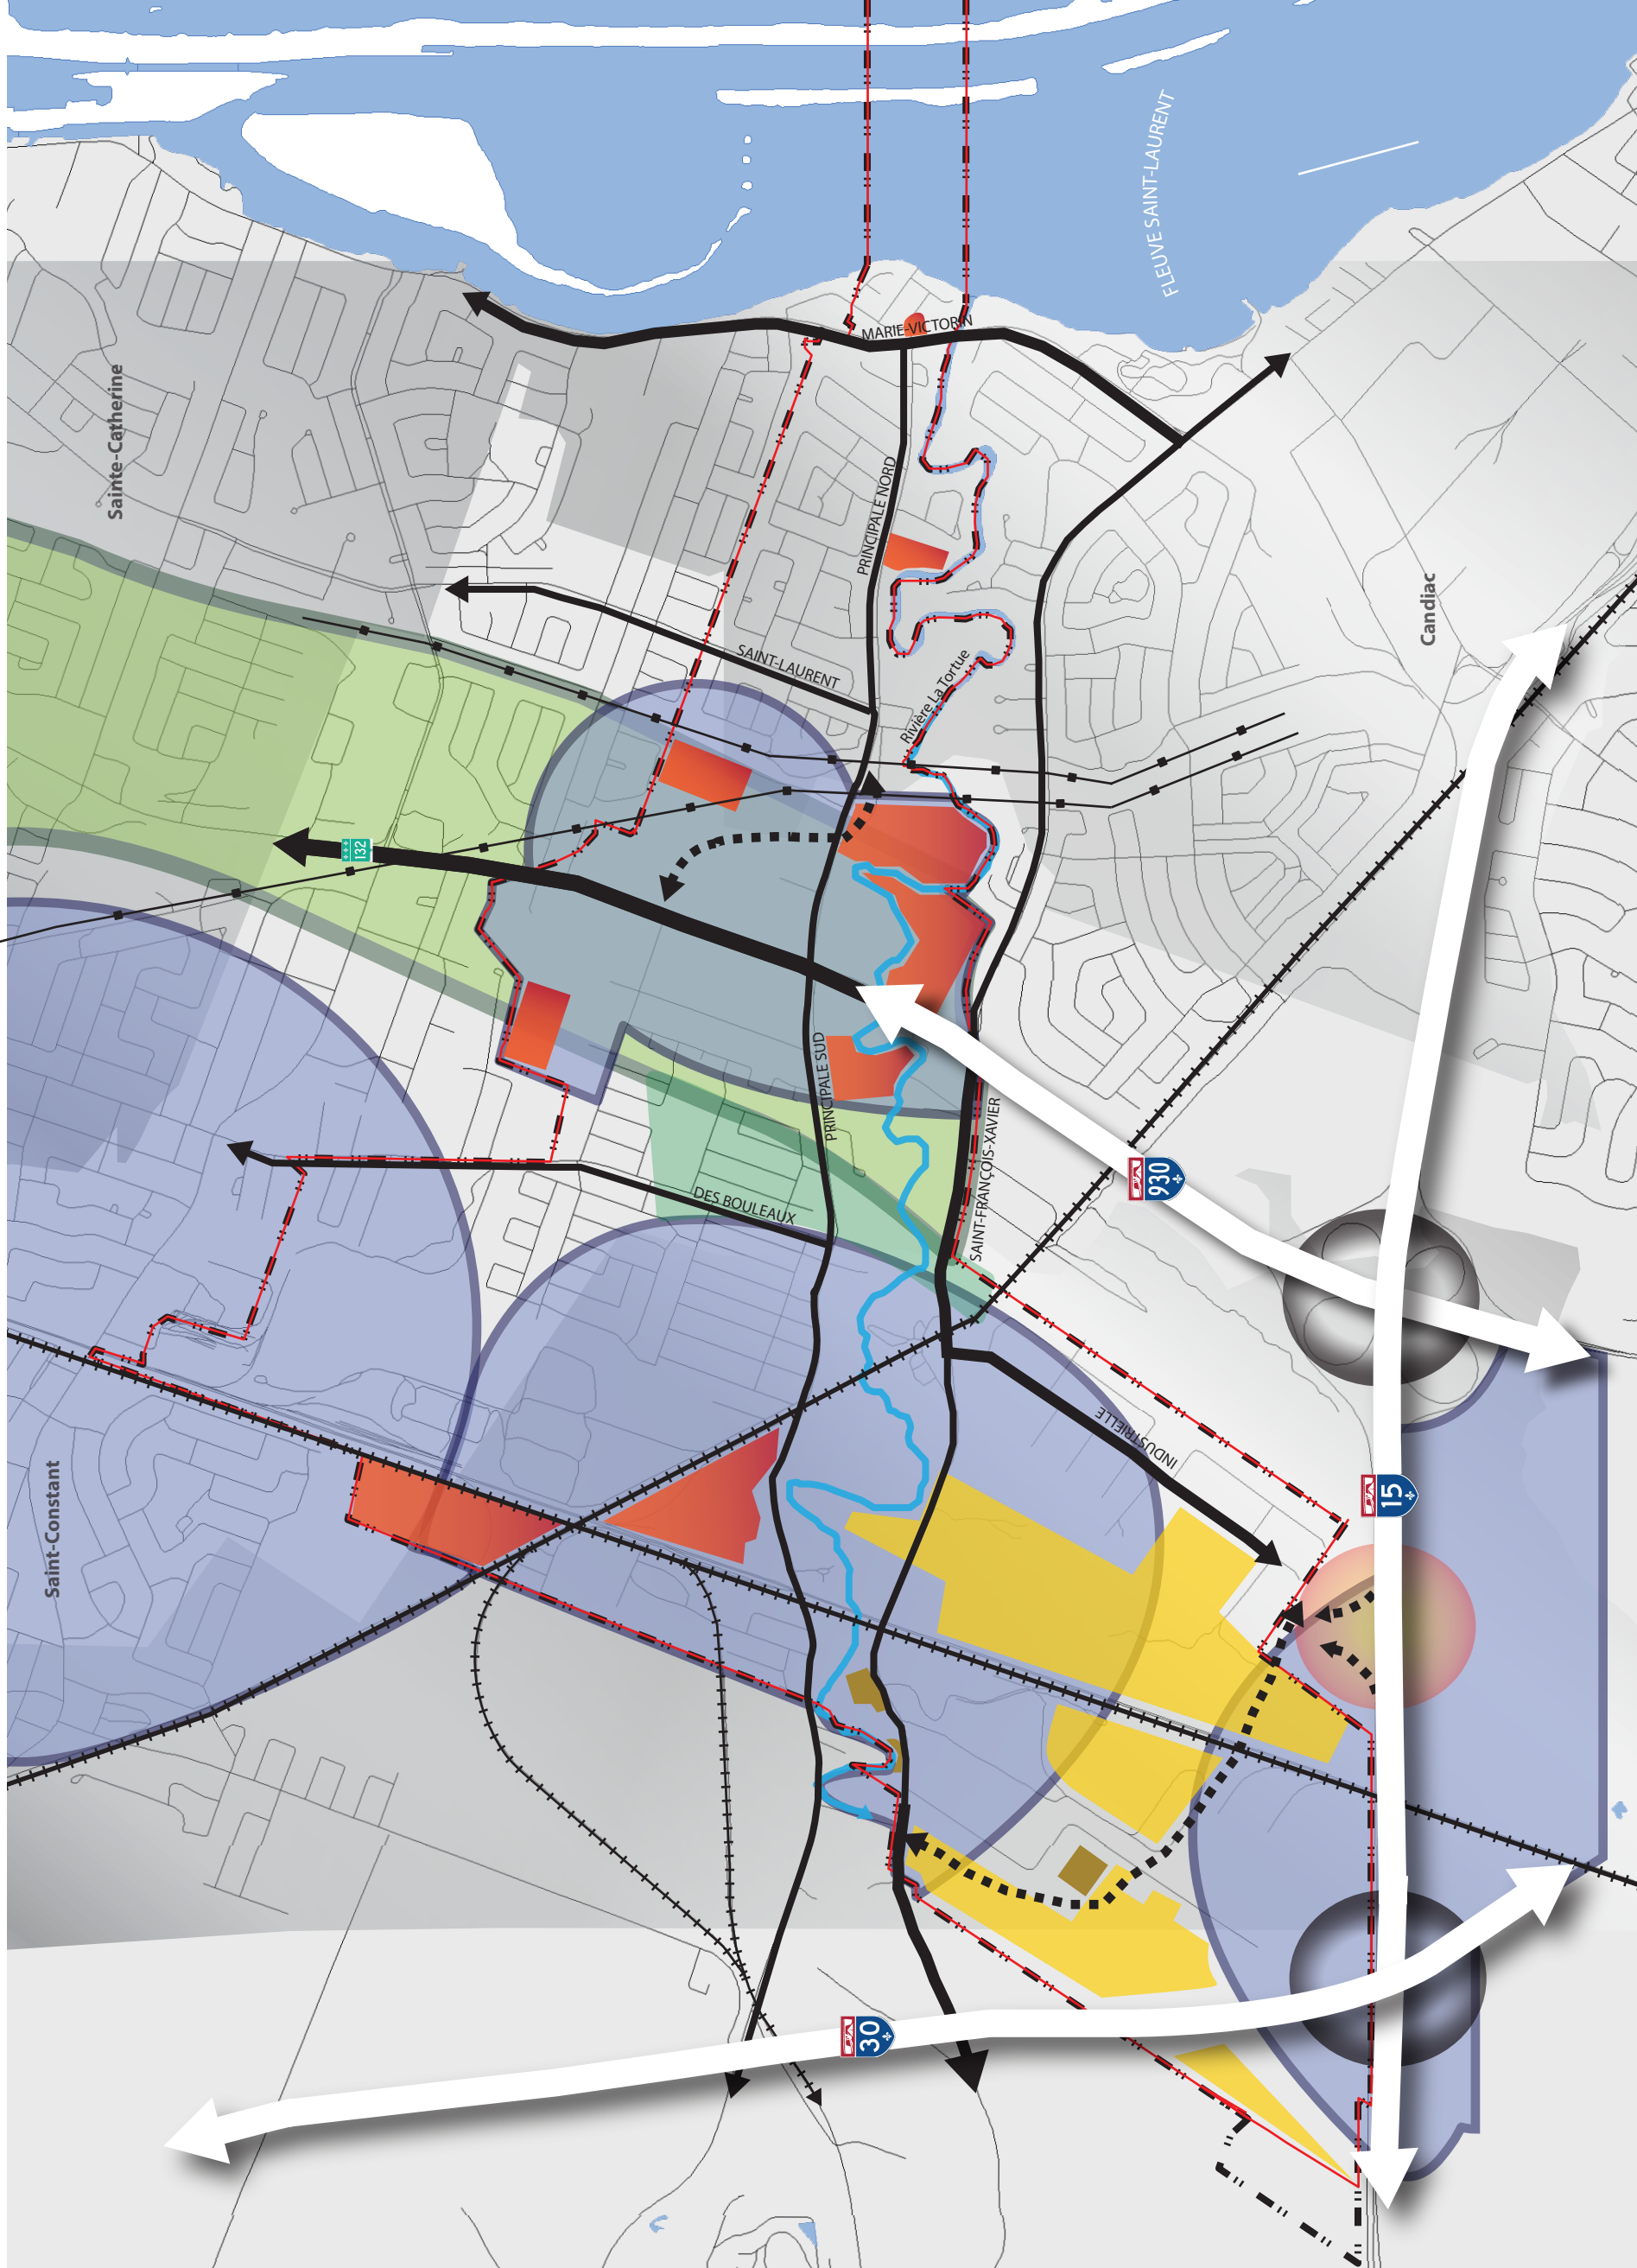 FLEUVE SAINT-LAURENT
MARIE-VICTORIN
Sainte-Catherine
PRINCIPALE NORD
Candiac
SAINT-LAURENT
Rivière La Tortue
132
PRINCIPALE SUD
SAINT-FRANÇOIS-XAVIER
930
DES BOULEAUX
INDUSTRIELLE
15
Saint-Constant
30